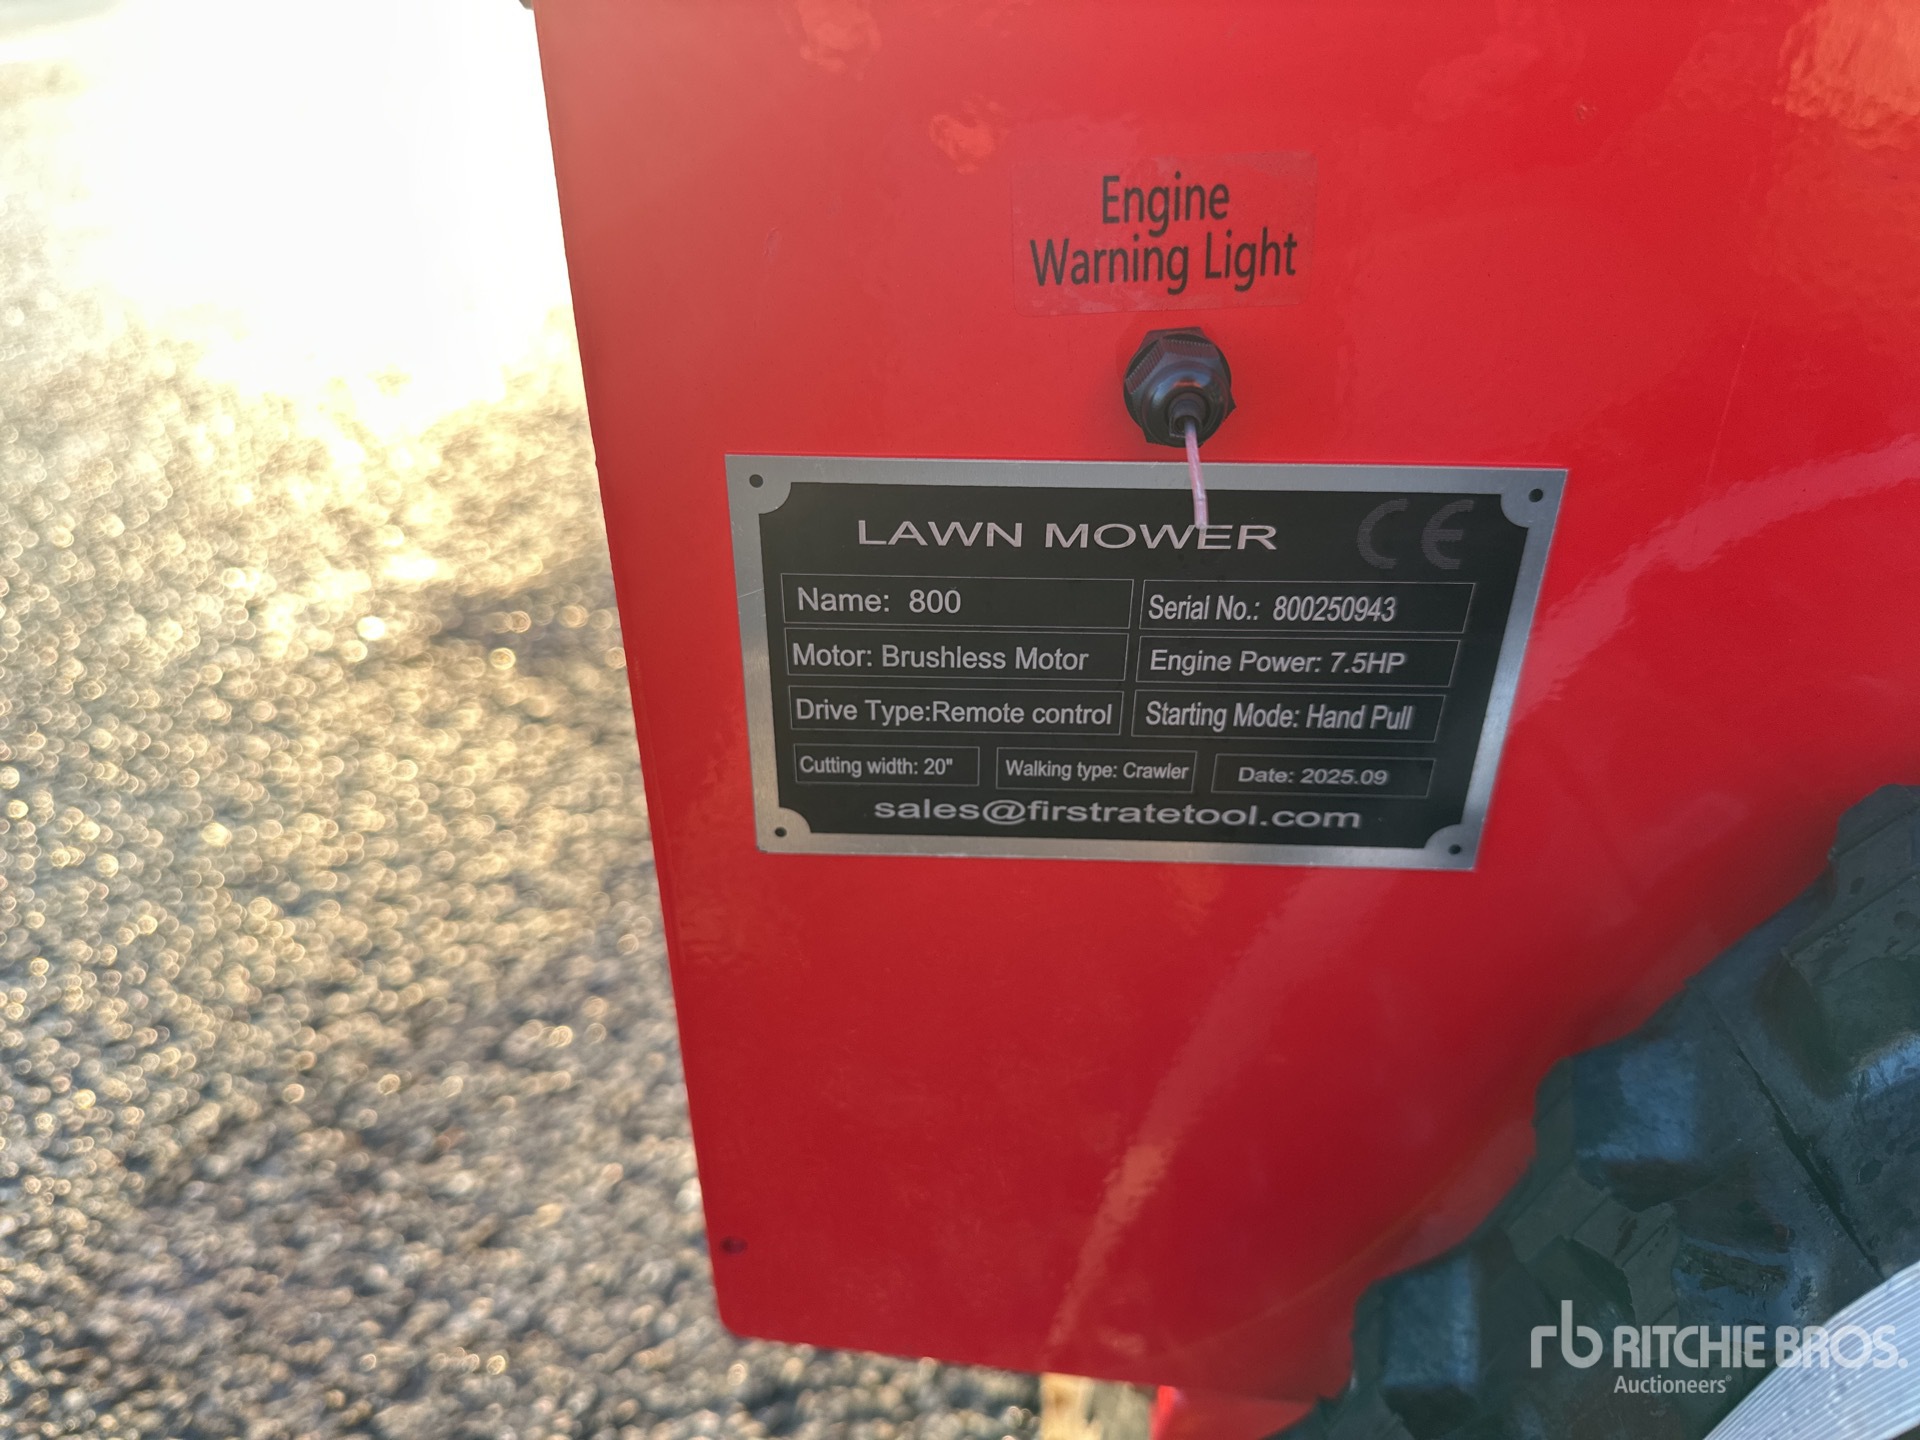 Engine
Warning Light
LAWN MOWER CE
Name: 800
Serial No.: 800250943
Motor: Brushless Motor
Engine Power: 7.5HP
Drive Type:Remote control
Starting Mode: Hand Pull
Cutting width: 20"
Walking type: Crawler
Date: 2025.09
sales@firstratetool.com
rb RITCHIE BROS.
Auctioneers®